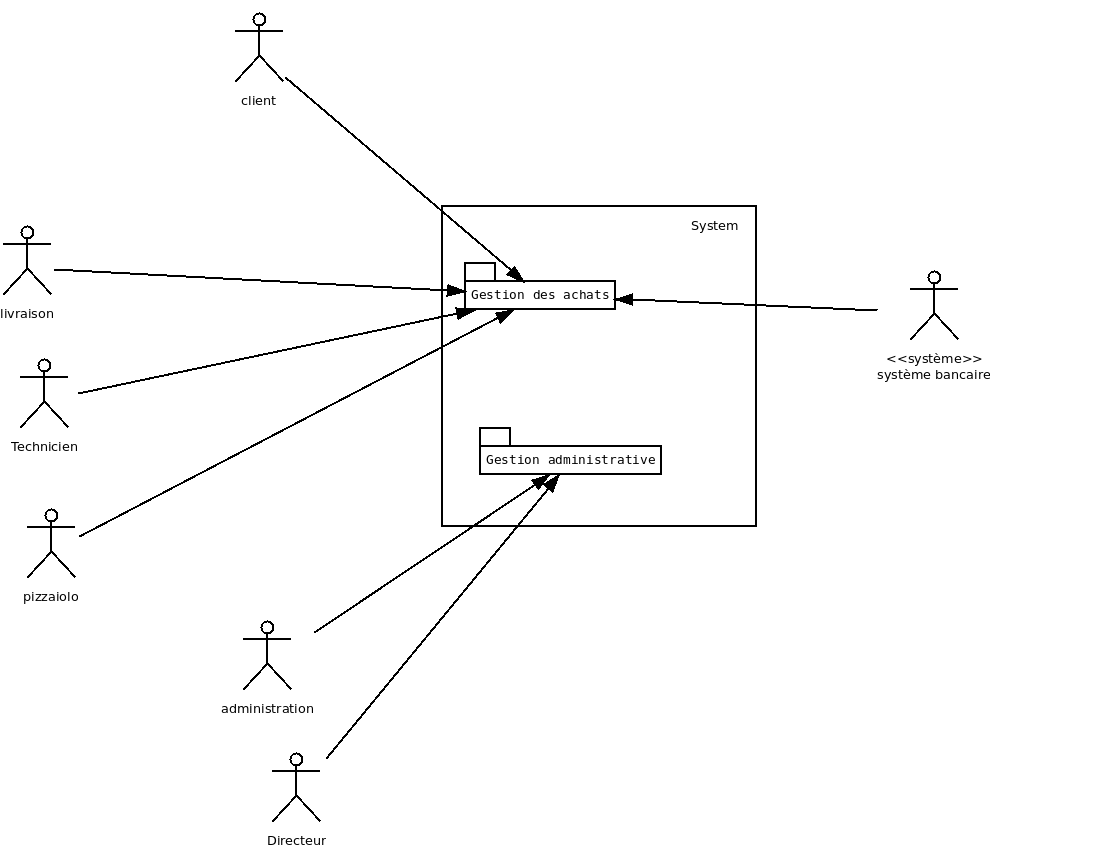 client
System
livraison
Gestion des achats
<<système>>
système bancaire
Technicien
Gestion administrative
pizzaiolo
administration
Directeur